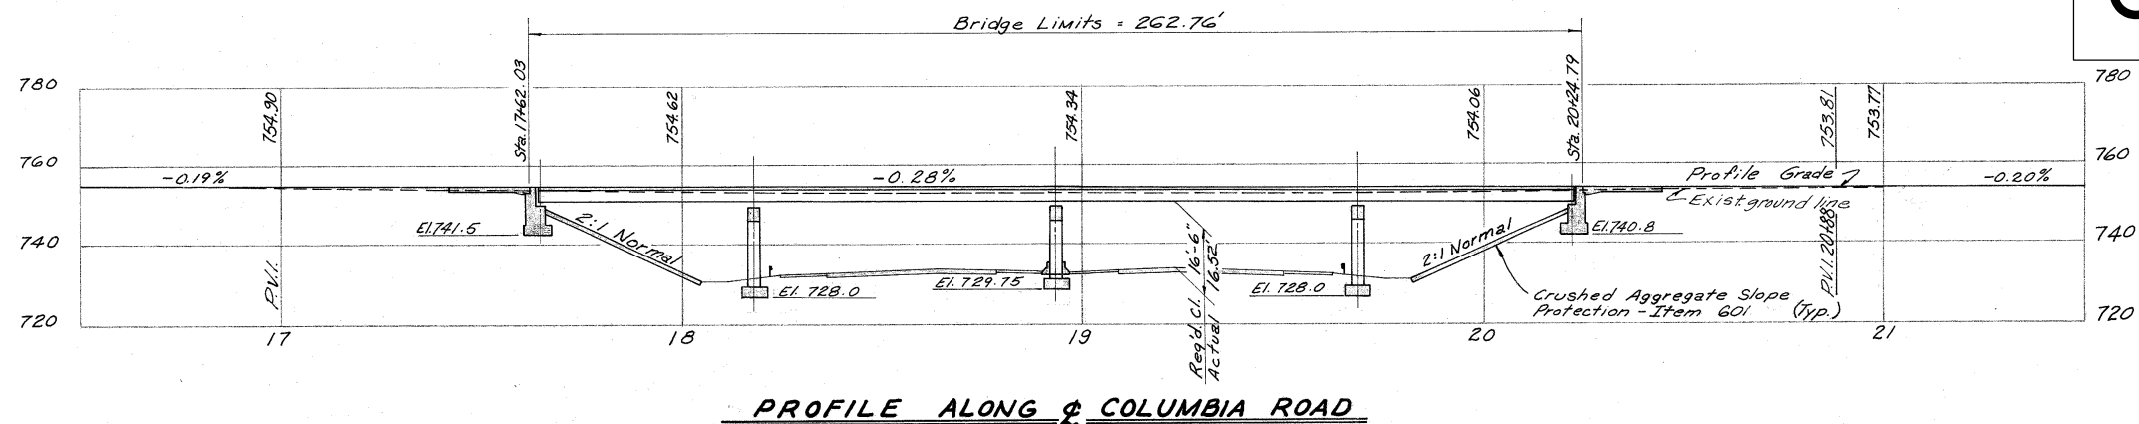 Bridge Limits = 262.76'
780
780
754.90
Sta. 17+62.03
754.62
754.34
754.06
Sta. 20+24.79
753.81
753.77
760
760
-0.19%
-0.28%
Profile Grade
-0.20%
Exist ground line
El. 741.5
2:1 Normal
2:1 Normal
El. 740.8
740
740
P.V.I.
El. 728.0
El. 729.75
Req'd. Cl. 16'-6"
Actual 16.52'
El. 728.0
Crushed Aggregate Slope
Protection - Item 601 (Typ.)
P.V.I. 20+88
720
720
17
18
19
20
21
PROFILE ALONG ℄ COLUMBIA ROAD